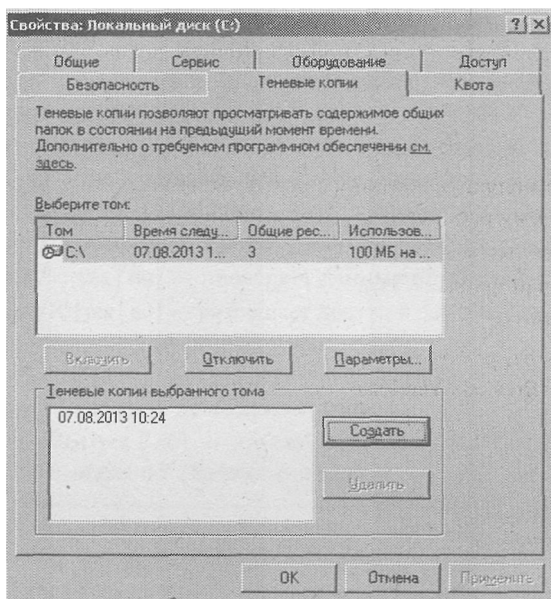 Свойства: Локальный диск (C:)
Общие Сервис Оборудование Доступ
Безопасность Теневые копии Квота
Теневые копии позволяют просматривать содержимое общих
папок в состоянии на предыдущий момент времени.
Дополнительно о требуемом программном обеспечении см.
здесь.
Выберите том:
Том Время следу... Общие рес... Использов...
C:\ 07.08.2013 1... 3 100 МБ на ...
Включить Отключить Параметры...
Теневые копии выбранного тома
07.08.2013 10:24
Создать
Удалить
OK Отмена Применить